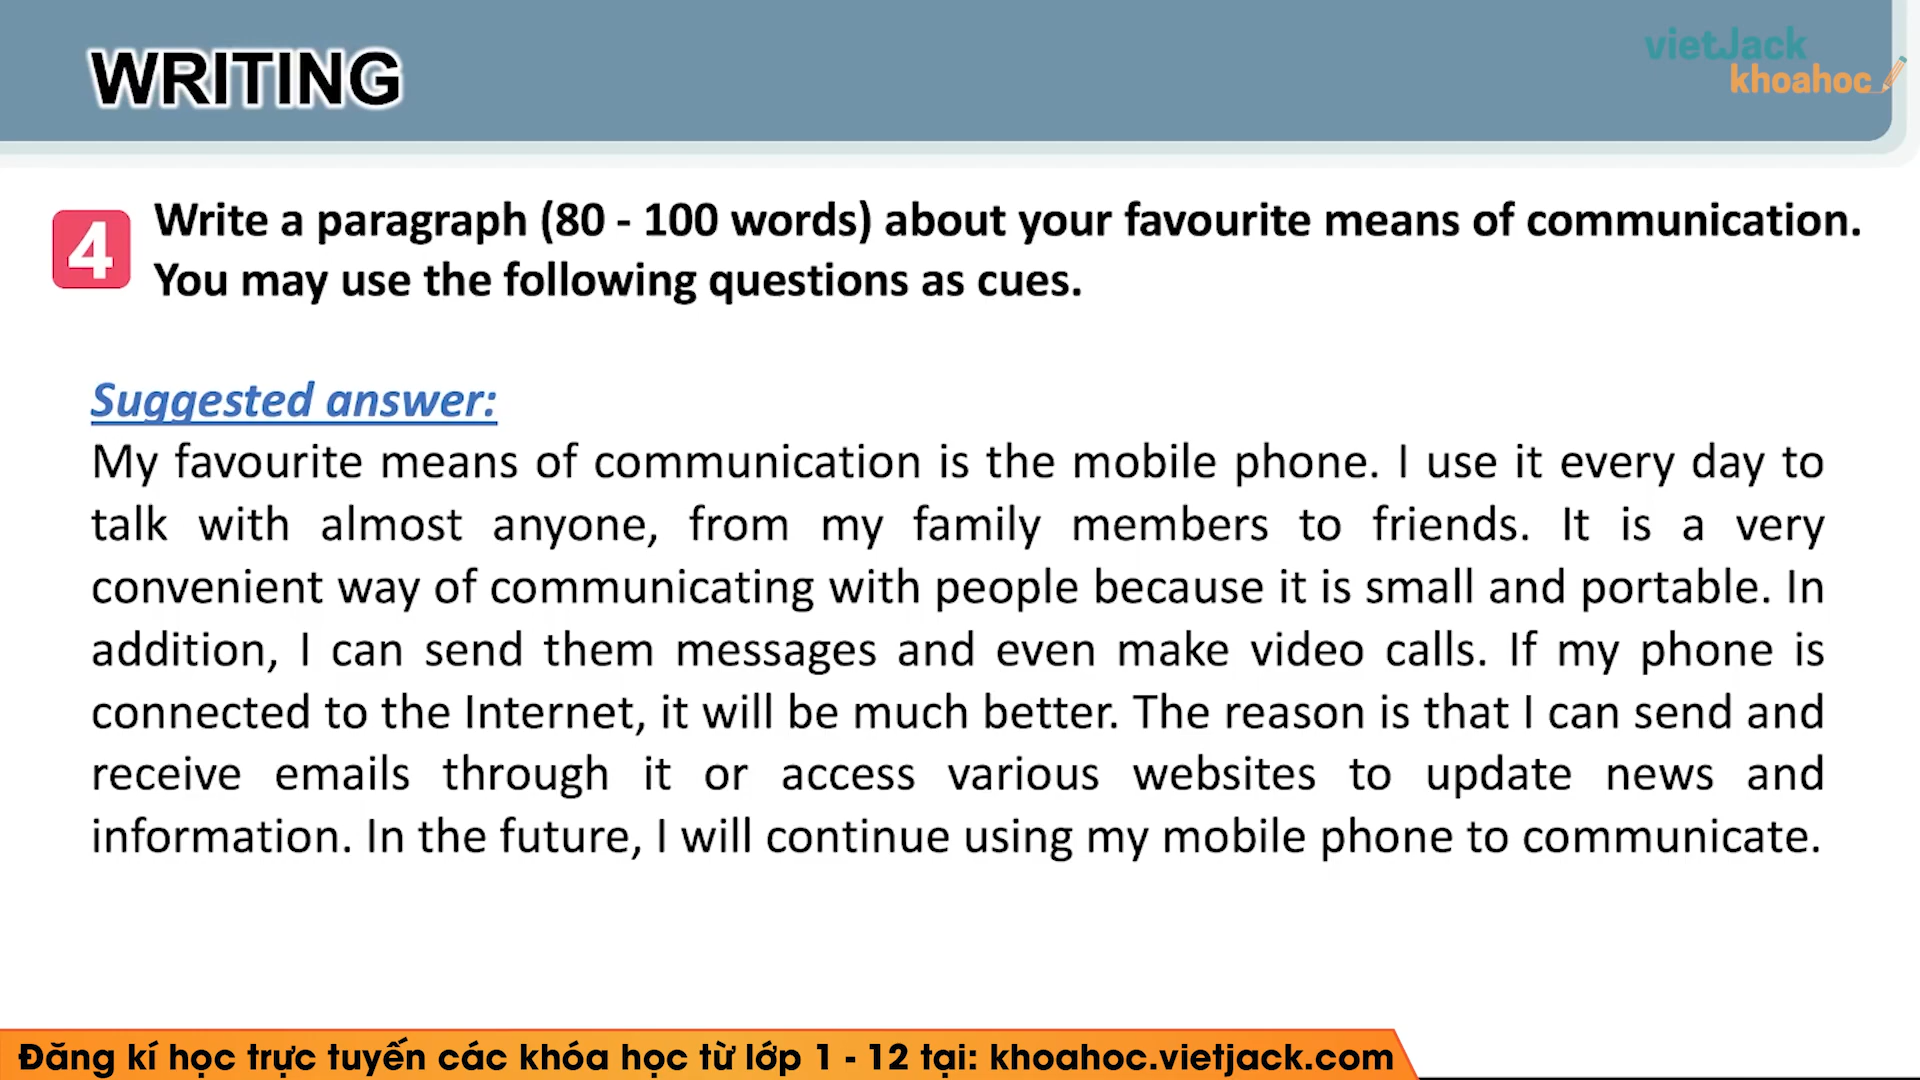 WRITING
vietJack
khoahoc
4
Write a paragraph (80 - 100 words) about your favourite means of communication.
You may use the following questions as cues.
Suggested answer:
My favourite means of communication is the mobile phone. I use it every day to
talk with almost anyone, from my family members to friends. It is a very
convenient way of communicating with people because it is small and portable. In
addition, I can send them messages and even make video calls. If my phone is
connected to the Internet, it will be much better. The reason is that I can send and
receive emails through it or access various websites to update news and
information. In the future, I will continue using my mobile phone to communicate.
Đăng kí học trực tuyến các khóa học từ lớp 1 - 12 tại: khoahoc.vietjack.com